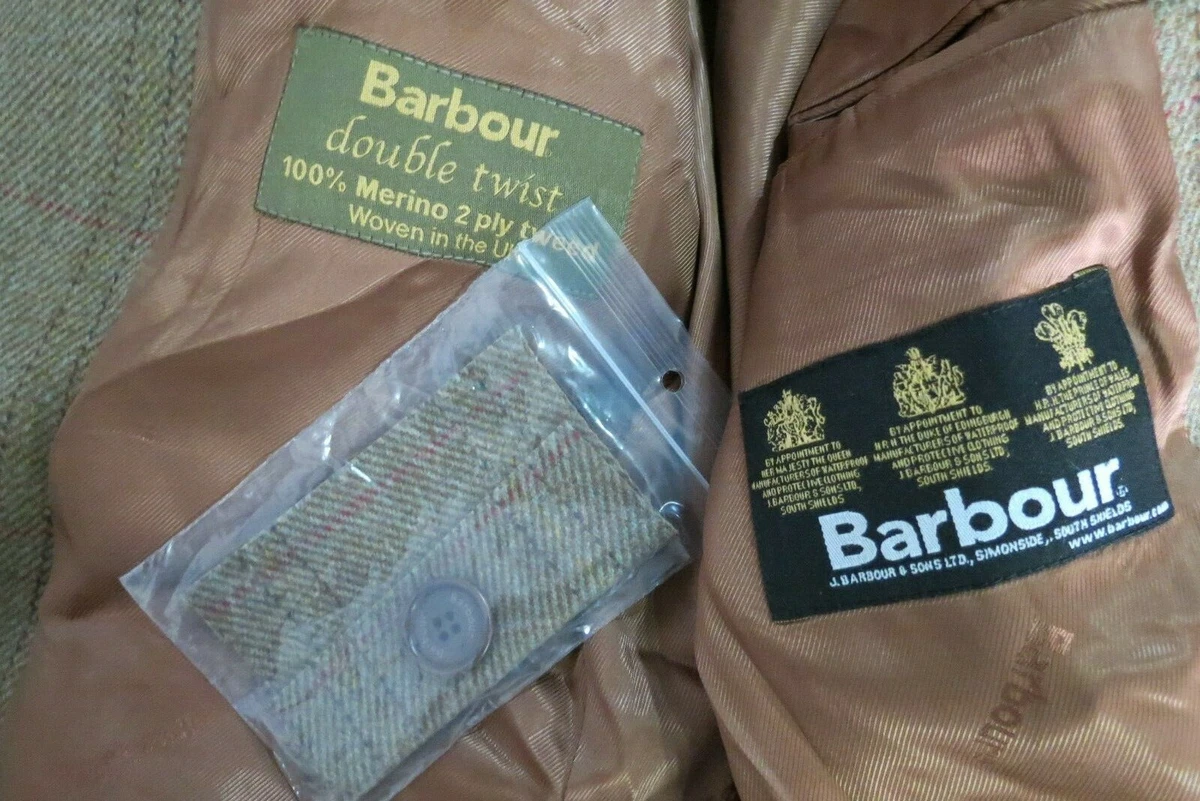 Barbour
double twist
100% Merino 2 ply tweed
Woven in the U
BY APPOINTMENT TO
HER MAJESTY THE QUEEN
MANUFACTURERS OF WATERPROOF
AND PROTECTIVE CLOTHING
J. BARBOUR & SONS LTD,
SOUTH SHIELDS
BY APPOINTMENT TO
H.R.H THE DUKE OF EDINBURGH
MANUFACTURERS OF WATERPROOF
AND PROTECTIVE CLOTHING
J. BARBOUR & SONS LTD.
SOUTH SHIELDS
BY APPOINTMENT TO
H.R.H. THE PRINCE OF WALES
MANUFACTURERS OF WATERPROOF
AND PROTECTIVE CLOTHING
J. BARBOUR & SONS LTD,
SOUTH SHIELDS
Barbour
J. BARBOUR & SONS LTD., SIMONSIDE, SOUTH SHIELDS
www.barbour.com
Barbour